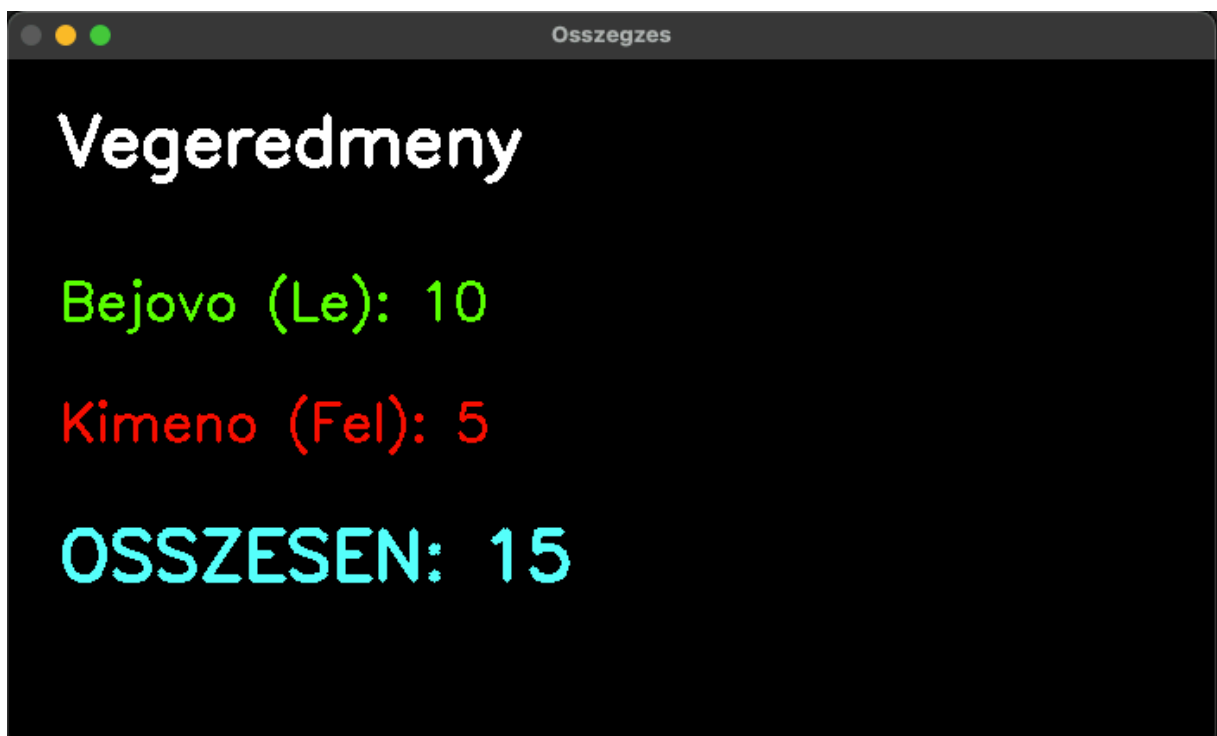 Osszegzes
Vegeredmeny
Bejovo (Le): 10
Kimeno (Fel): 5
OSSZESEN: 15